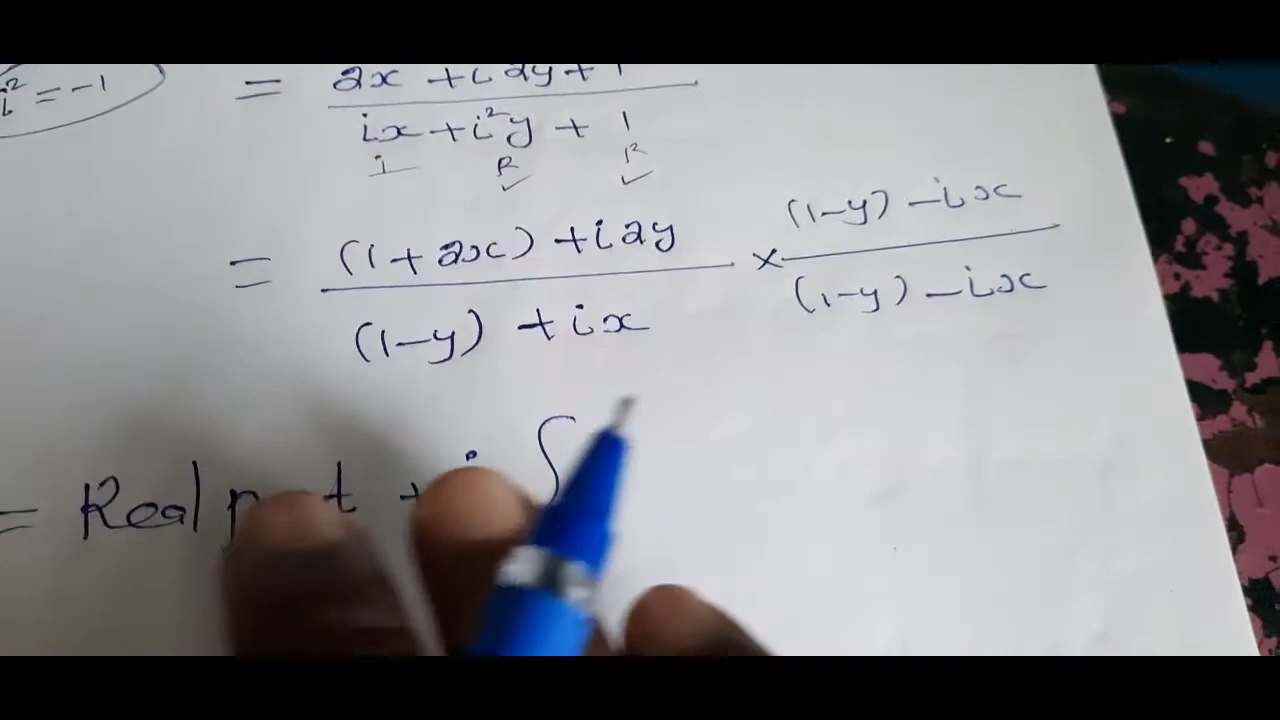 i² = -1 = 2x + i2y + 1
ix + i²y + 1
i R R
= (1 + 2x) + i2y × (1-y) - ix
(1-y) + ix (1-y) - ix
= Real + i